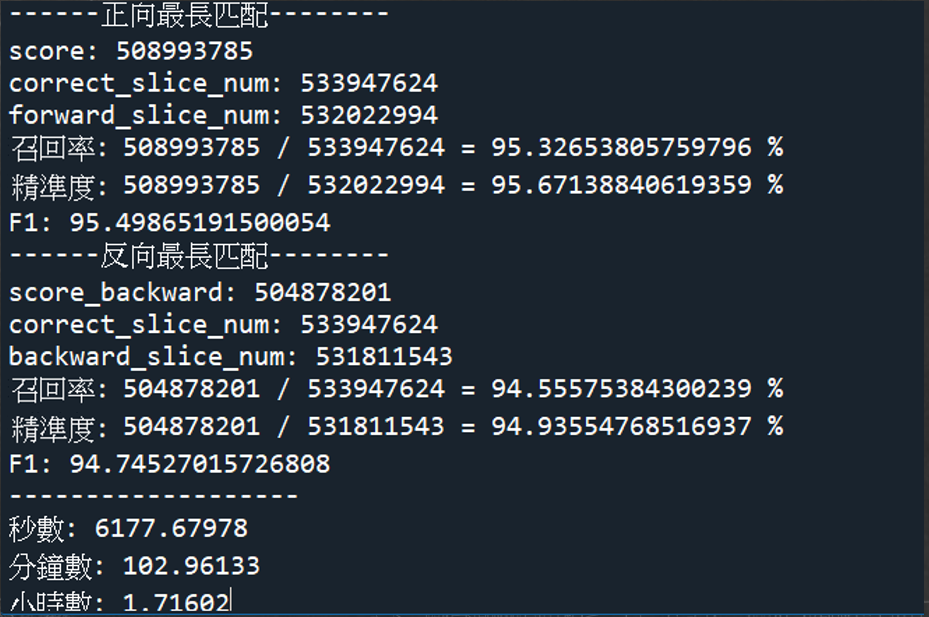 ------正向最長匹配--------
score: 508993785
correct_slice_num: 533947624
forward_slice_num: 532022994
召回率: 508993785 / 533947624 = 95.32653805759796 %
精準度: 508993785 / 532022994 = 95.67138840619359 %
F1: 95.49865191500054
------反向最長匹配--------
score_backward: 504878201
correct_slice_num: 533947624
backward_slice_num: 531811543
召回率: 504878201 / 533947624 = 94.55575384300239 %
精準度: 504878201 / 531811543 = 94.93554768516937 %
F1: 94.74527015726808
-------------------
秒數: 6177.67978
分鐘數: 102.96133
小時數: 1.71602